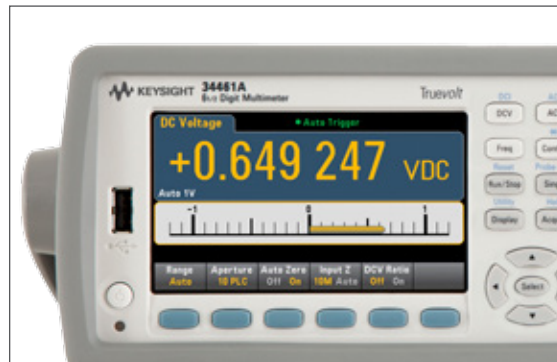 KEYSIGHT 34461A
6½ Digit Multimeter
Truevolt
DC Voltage
Auto Trigger
+0.649 247 VDC
Auto 1V
-1 0 1
Range Aperture Auto Zero Input Z DCV Ratio
Auto 10 PLC Off On 10M Auto Off On
DCI
DCV
Freq
Reset
Run/Stop
Utility
Display
Select